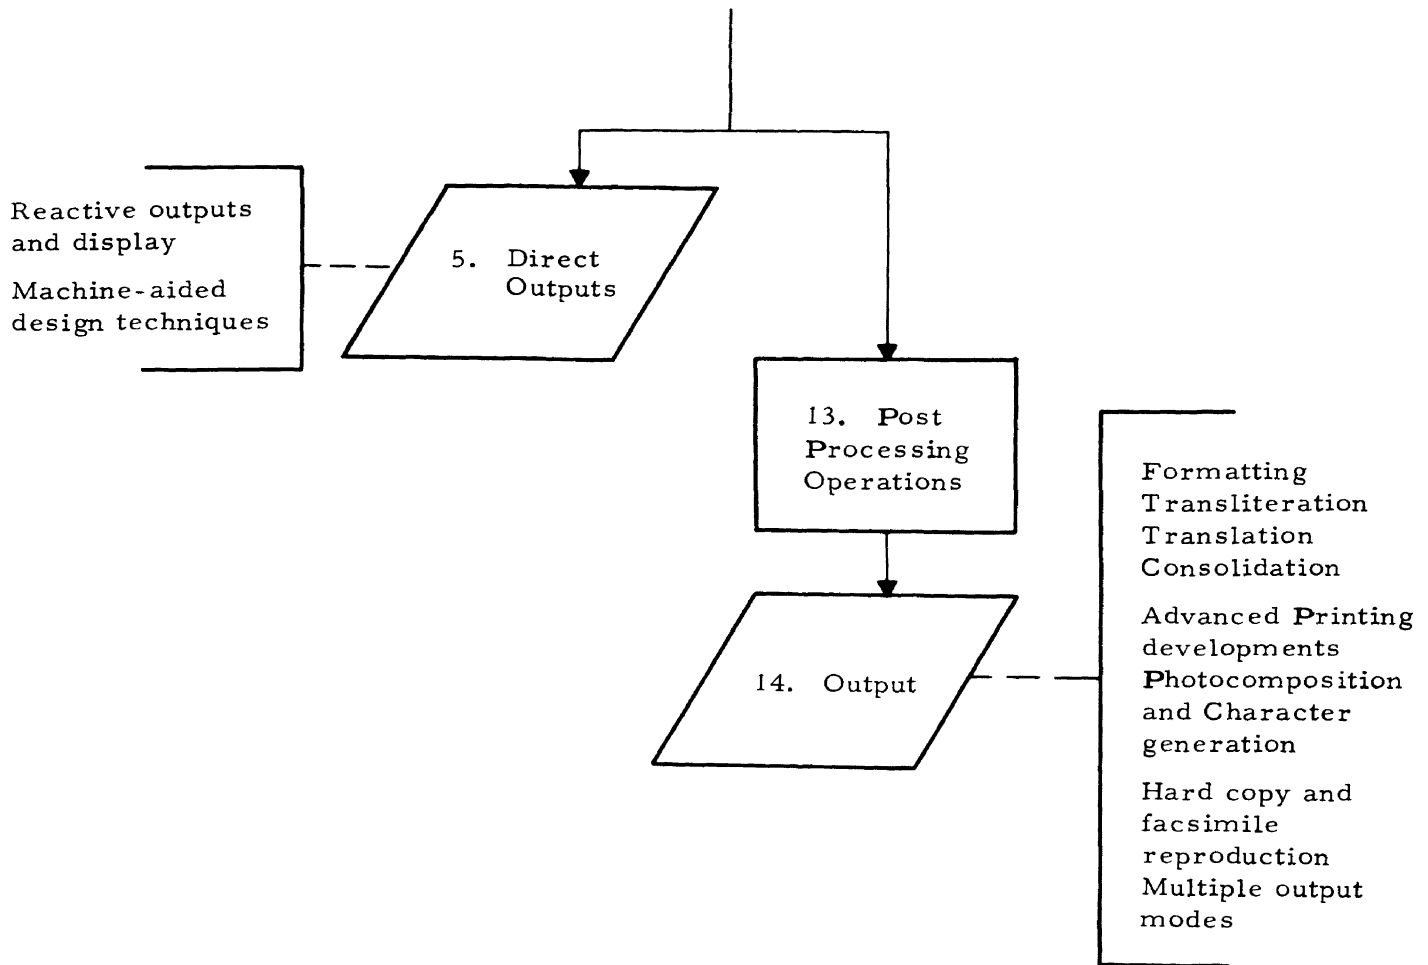 Reactive outputs
and display
Machine-aided
design techniques
5. Direct
Outputs
13. Post
Processing
Operations
14. Output
Formatting
Transliteration
Translation
Consolidation
Advanced Printing
developments
Photocomposition
and Character
generation
Hard copy and
facsimile
reproduction
Multiple output
modes